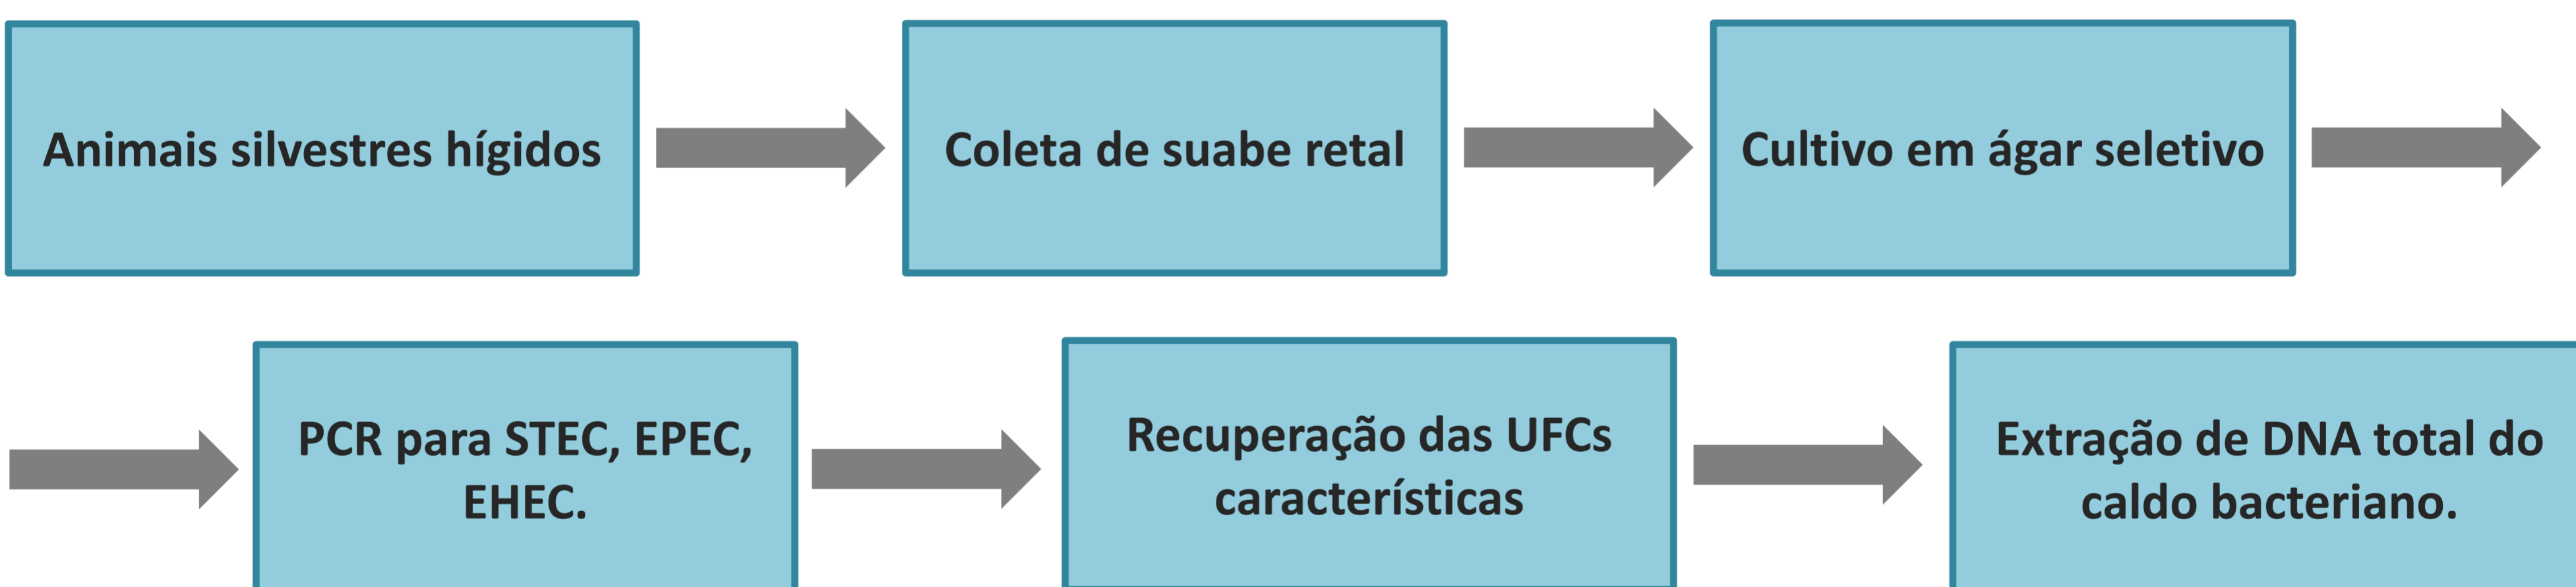 Animais silvestres hígidos
Coleta de suabe retal
Cultivo em ágar seletivo
PCR para STEC, EPEC,
EHEC.
Recuperação das UFCs
características
Extração de DNA total do
caldo bacteriano.